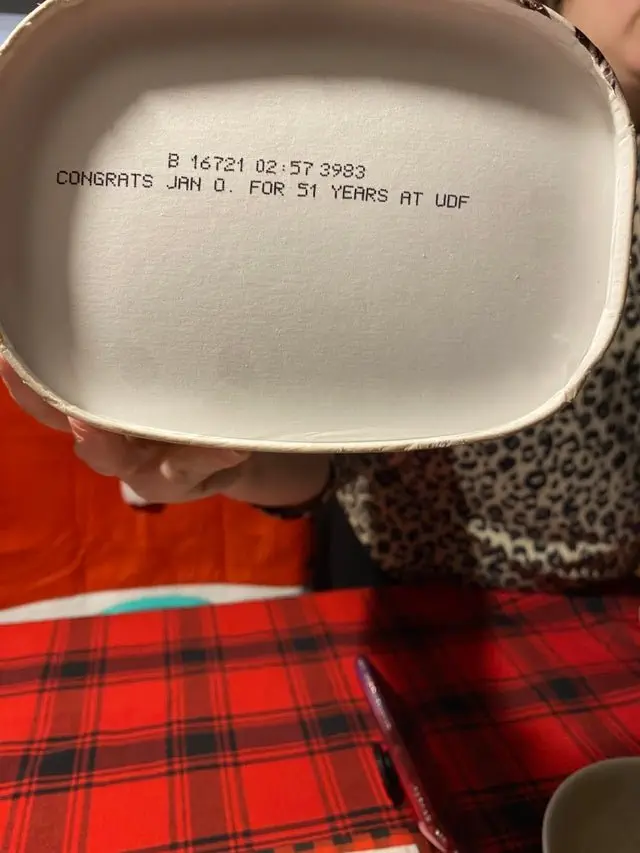 B 16721 02:57 3983
CONGRATS JAN O. FOR 51 YEARS AT UDF